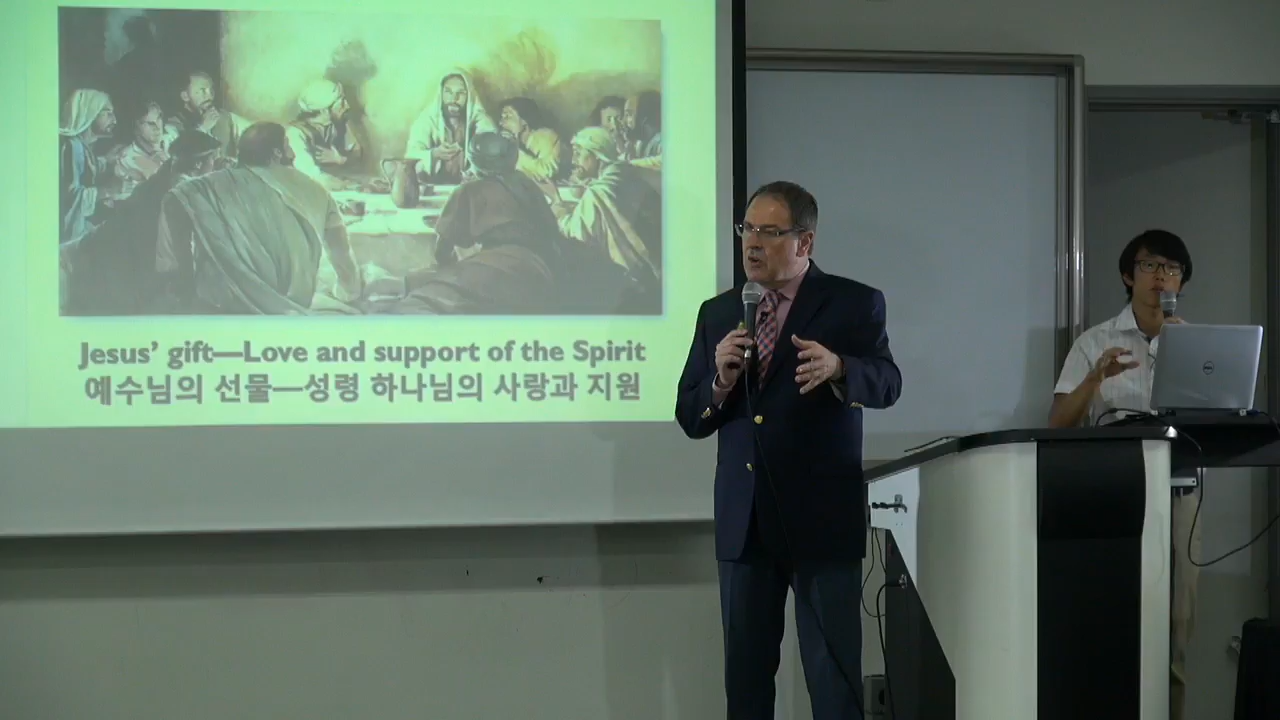 Jesus' gift—Love and support of the Spirit
예수님의 선물—성령 하나님의 사랑과 지원
DELL